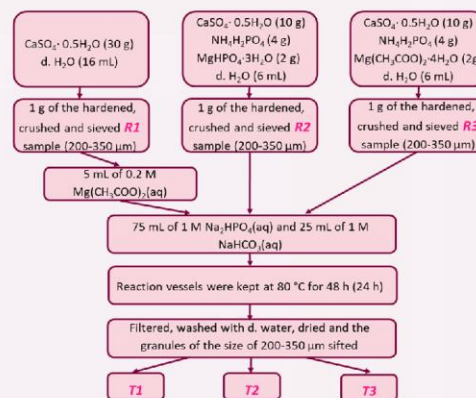 CaSO₄· 0.5H₂O (30 g)
d. H₂O (16 mL)
CaSO₄· 0.5H₂O (10 g)
NH₄H₂PO₄ (4 g)
MgHPO₄·3H₂O (2 g)
d. H₂O (6 mL)
CaSO₄· 0.5H₂O (10 g)
NH₄H₂PO₄ (4 g)
Mg(CH₃COO)₂·4H₂O (2g
d. H₂O (6 mL)
1 g of the hardened,
crushed and sieved R1
sample (200-350 µm)
1 g of the hardened,
crushed and sieved R2
sample (200-350 µm)
1 g of the hardened,
crushed and sieved R3
sample (200-350 µm)
5 mL of 0.2 M
Mg(CH₃COO)₂(aq)
75 mL of 1 M Na₂HPO₄(aq) and 25 mL of 1 M
NaHCO₃(aq)
Reaction vessels were kept at 80 °C for 48 h (24 h)
Filtered, washed with d. water, dried and the
granules of the size of 200-350 µm sifted
T1
T2
T3